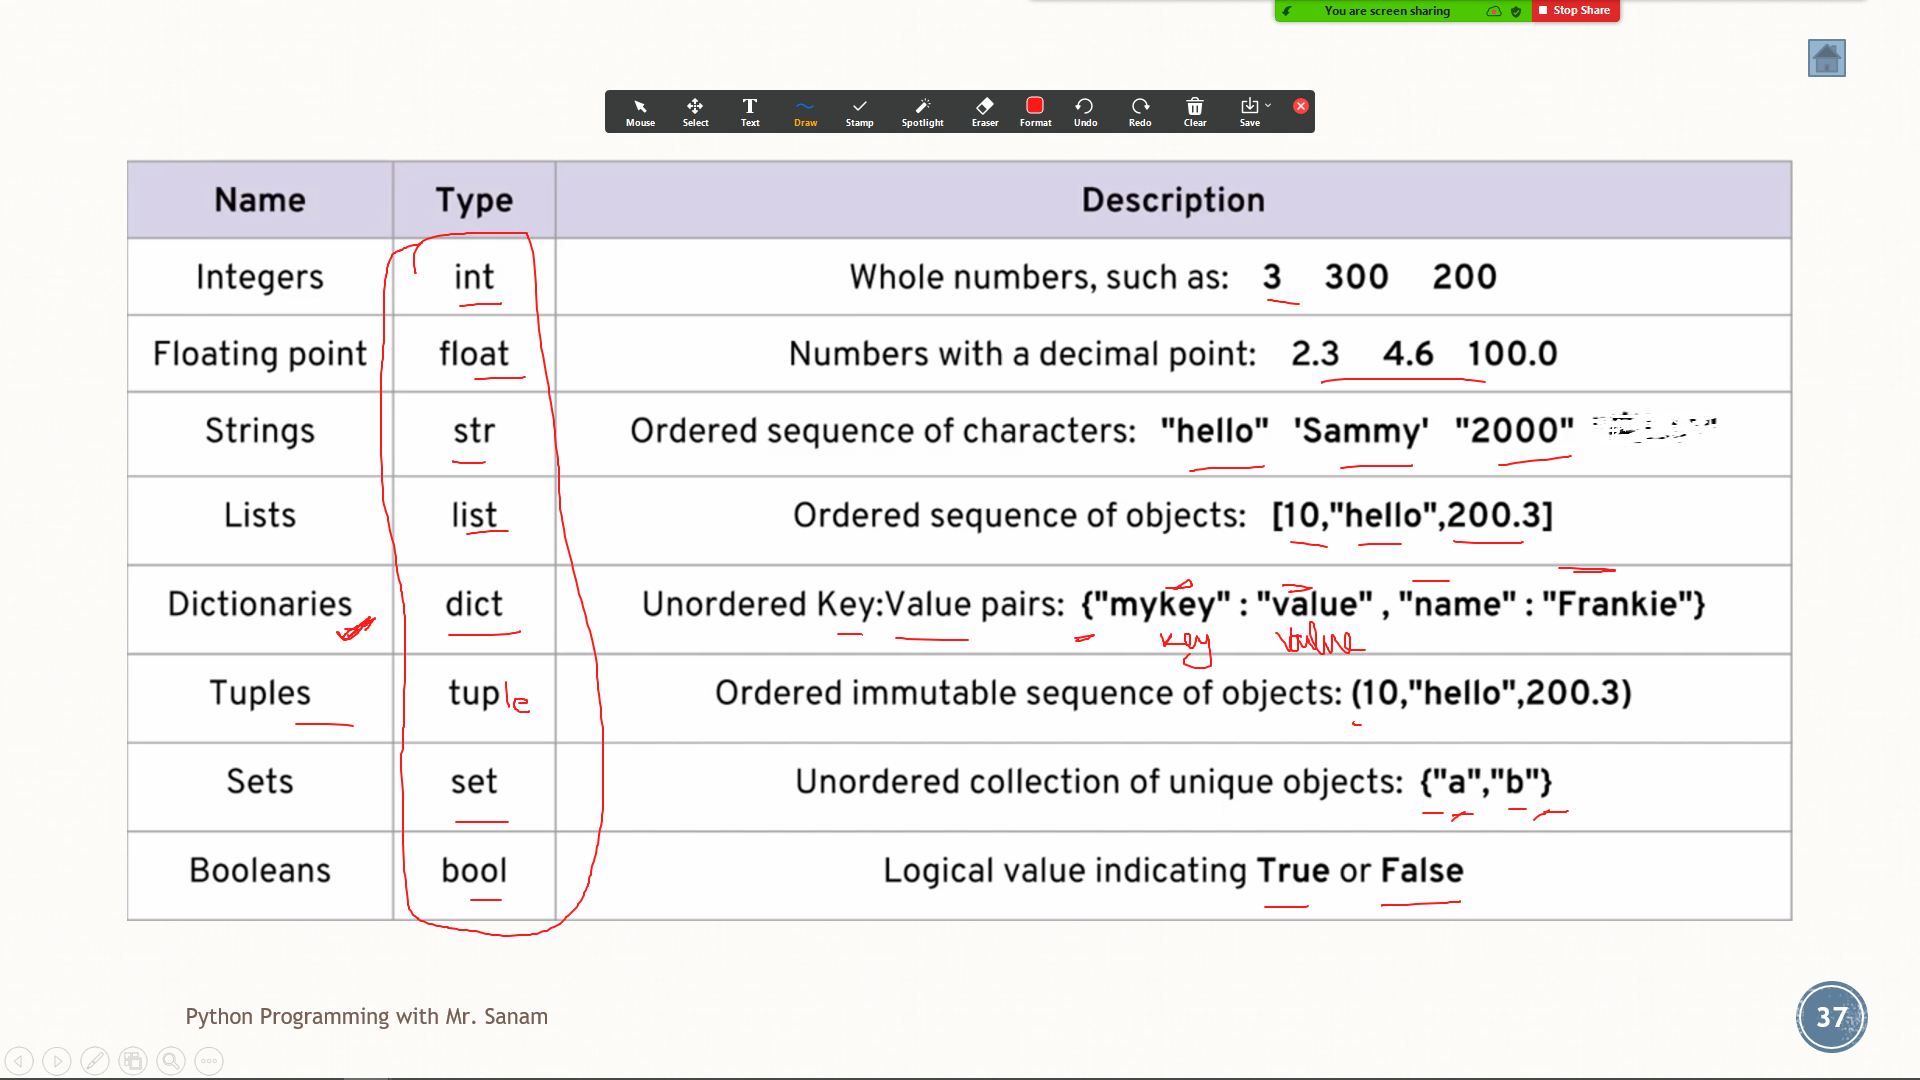 You are screen sharing
Stop Share
Mouse Select Text Draw Stamp Spotlight Eraser Format Undo Redo Clear Save
Name Type Description
Integers int Whole numbers, such as: 3 300 200
Floating point float Numbers with a decimal point: 2.3 4.6 100.0
Strings str Ordered sequence of characters: "hello" 'Sammy' "2000"
Lists list Ordered sequence of objects: [10,"hello",200.3]
Dictionaries dict Unordered Key:Value pairs: {"mykey" : "value" , "name" : "Frankie"}
key value
Tuples tuple Ordered immutable sequence of objects: (10,"hello",200.3)
Sets set Unordered collection of unique objects: {"a","b"}
Booleans bool Logical value indicating True or False
Python Programming with Mr. Sanam
37